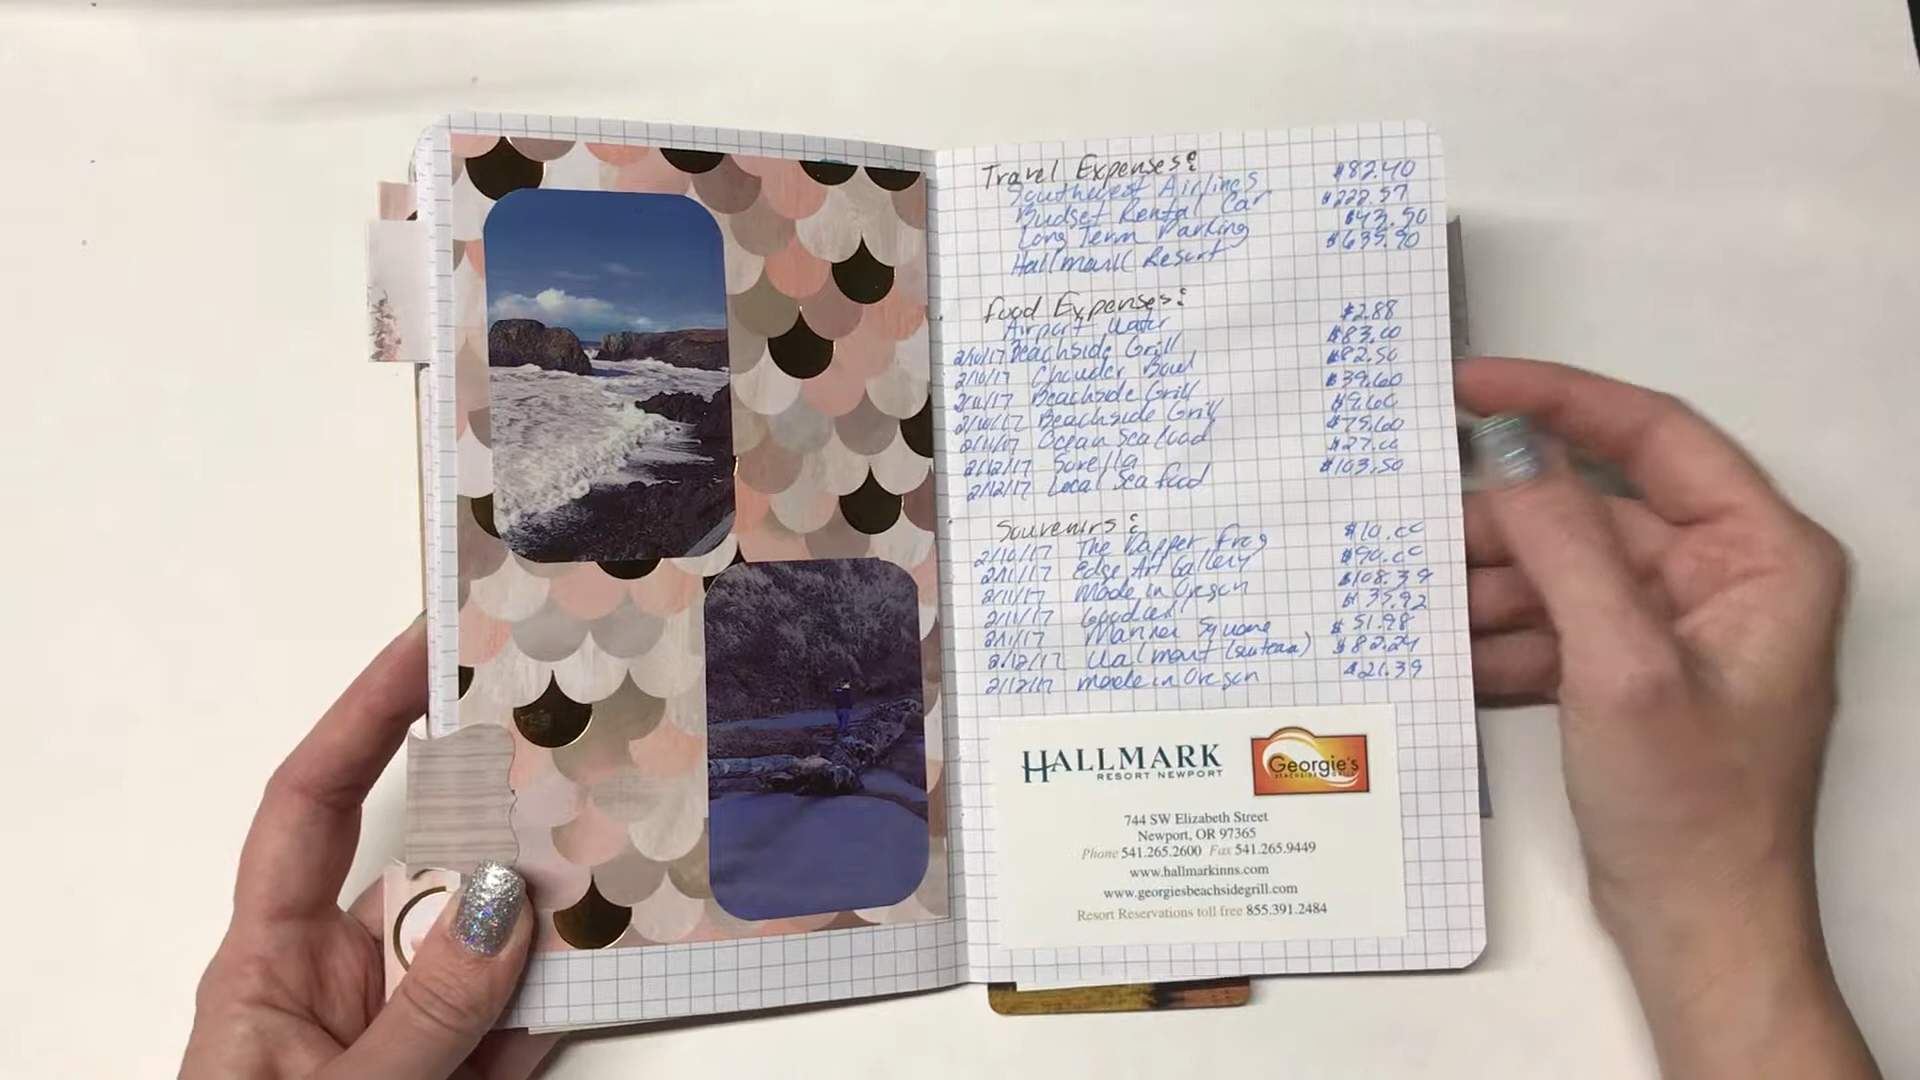 Travel Expenses:
Southwest Airlines $82.40
Budget Rental Car $222.57
Long Term Parking $43.50
Hallmark Resort $635.90
Food Expenses:
Airport Water $2.88
2/10/17 Beachside Grill $83.00
2/10/17 Chowder Bowl $82.50
2/11/17 Beachside Grill $39.60
2/10/17 Beachside Grill $9.60
2/11/17 Ocean Sea food $75.60
2/12/17 Sorella $27.00
2/12/17 Local Sea food $103.50
Souvenirs:
2/10/17 The Dapper Frog $10.00
2/11/17 Edge Art Gallery $90.00
2/11/17 Made in Oregon $108.39
2/11/17 $35.92
2/11/17 Mariner Square $51.98
2/12/17 Walmart $82.24
2/12/17 made in Oregon $21.39
HALLMARK
RESORT NEWPORT
Georgie's
BEACHSIDE GRILL
744 SW Elizabeth Street
Newport, OR 97365
Phone 541.265.2600 Fax 541.265.9449
www.hallmarkinns.com
www.georgiesbeachsidegrill.com
Resort Reservations toll free 855.391.2484